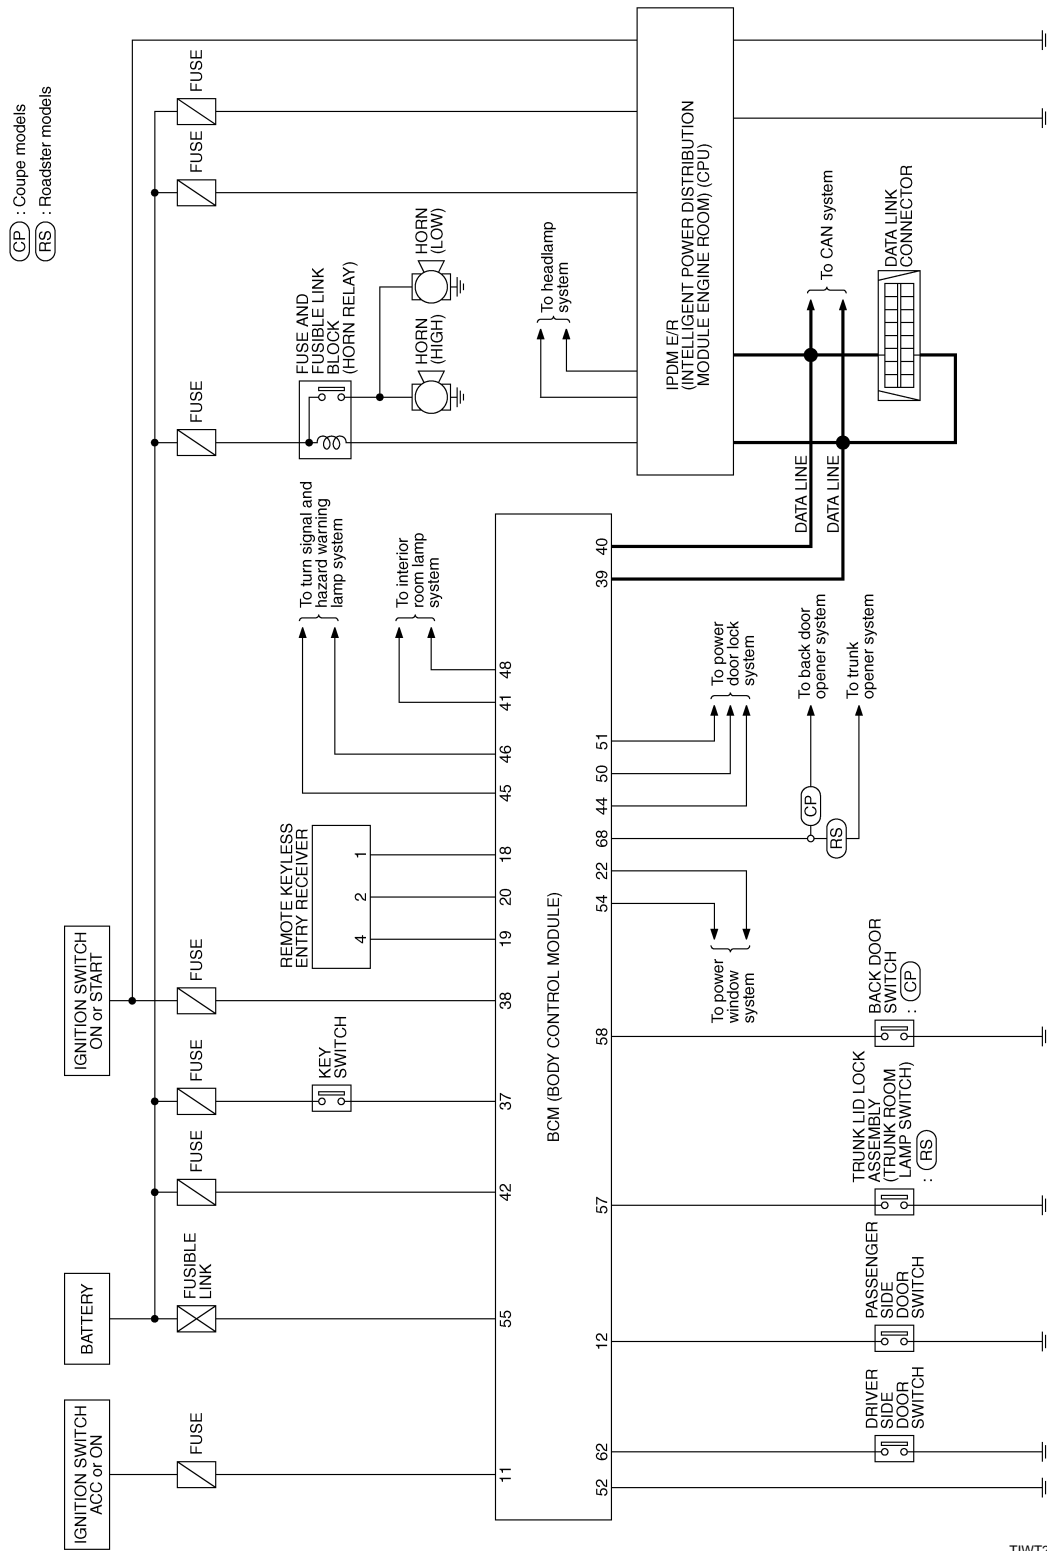 CP : Coupe models
RS : Roadster models
IGNITION SWITCH
ACC or ON
BATTERY
IGNITION SWITCH
ON or START
FUSE
FUSIBLE
LINK
FUSE
FUSE
FUSE
FUSE
FUSE
FUSE
KEY
SWITCH
REMOTE KEYLESS
ENTRY RECEIVER
4
2
1
To turn signal and
hazard warning
lamp system
To interior
room lamp
system
FUSE AND
FUSIBLE LINK
BLOCK
(HORN RELAY)
HORN
(HIGH)
HORN
(LOW)
To headlamp
system
11
55
42
37
38
19
20
18
45
46
41
48
BCM (BODY CONTROL MODULE)
IPDM E/R
(INTELLIGENT POWER DISTRIBUTION
MODULE ENGINE ROOM) (CPU)
52
62
12
57
58
54
22
68
44
50
51
39
40
To power
window
system
CP
RS
To power
door lock
system
To back door
opener system
To trunk
opener system
DATA LINE
DATA LINE
To CAN system
DATA LINK
CONNECTOR
DRIVER
SIDE
DOOR
SWITCH
PASSENGER
SIDE
DOOR
SWITCH
TRUNK LID LOCK
ASSEMBLY
(TRUNK ROOM
LAMP SWITCH)
: RS
BACK DOOR
SWITCH
: CP